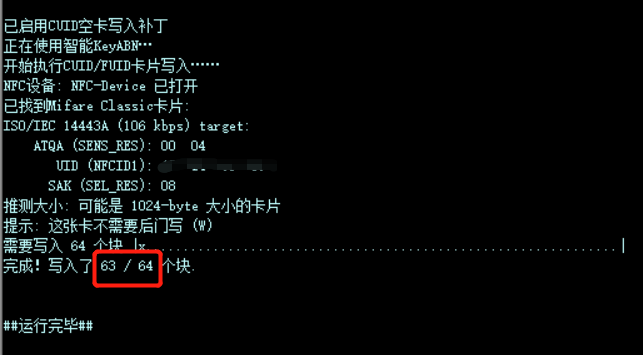 已启用CUID空卡写入补丁
正在使用智能KeyABN…
开始执行CUID/FUID卡片写入……
NFC设备: NFC-Device 已打开
已找到Mifare Classic卡片:
ISO/IEC 14443A (106 kbps) target:
ATQA (SENS_RES): 00 04
UID (NFCID1):
SAK (SEL_RES): 08
推测大小: 可能是 1024-byte 大小的卡片
提示: 这张卡不需要后门写 (W)
需要写入 64 个块 |x...............................................................|
完成! 写入了 63 / 64 个块.
##运行完毕##